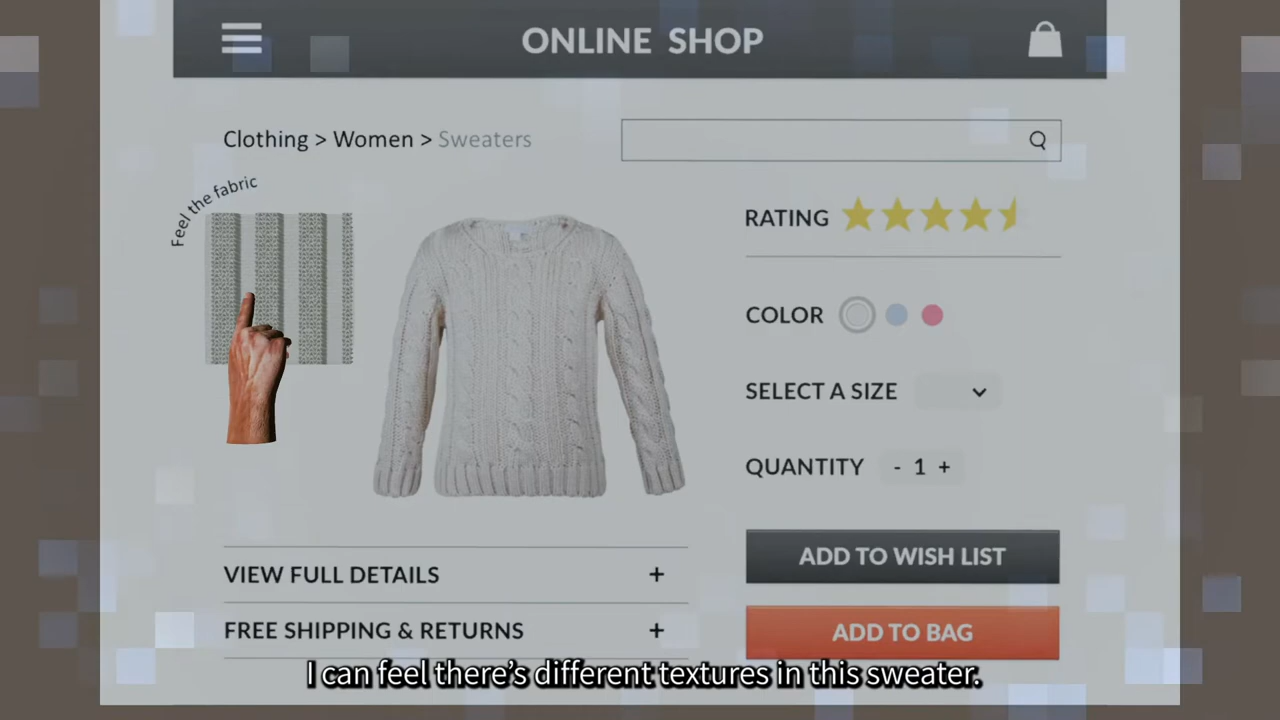 ONLINE SHOP
Clothing > Women > Sweaters
Feel the fabric
RATING
COLOR
SELECT A SIZE
QUANTITY - 1 +
ADD TO WISH LIST
VIEW FULL DETAILS +
ADD TO BAG
FREE SHIPPING & RETURNS +
I can feel there's different textures in this sweater.